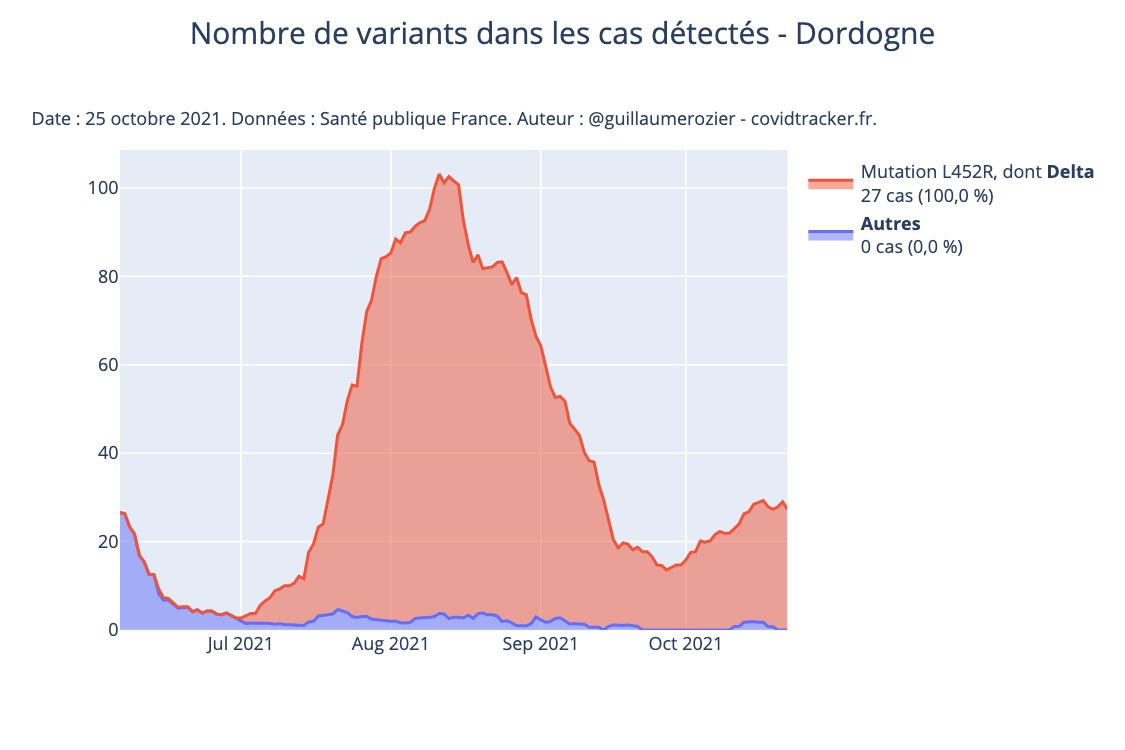 Nombre de variants dans les cas détectés - Dordogne
Date : 25 octobre 2021. Données : Santé publique France. Auteur : @guillaumerozier - covidtracker.fr.
Mutation L452R, dont Delta
27 cas (100,0 %)
Autres
0 cas (0,0 %)
100
80
60
40
20
0
Jul 2021
Aug 2021
Sep 2021
Oct 2021